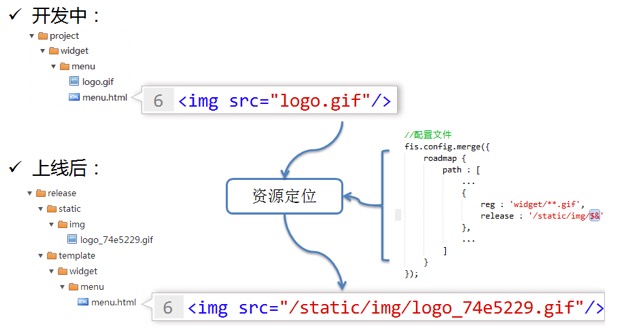 ✓ 开发中：
project
widget
menu
logo.gif
menu.html
6 <img src="logo.gif"/>
//配置文件
fis.config.merge({
roadmap {
path : [
...
{
reg : 'widget/**.gif',
release : '/static/img/$&'
},
...
]
}
});
资源定位
✓ 上线后：
release
static
img
logo_74e5229.gif
template
widget
menu
menu.html
6 <img src="/static/img/logo_74e5229.gif"/>